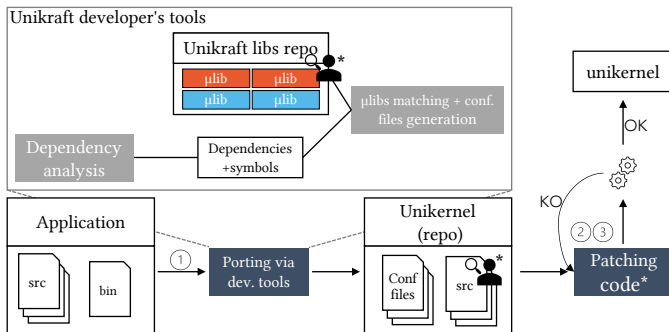 Unikraft developer's tools
Unikraft libs repo
*
μlib μlib
μlib μlib
μlibs matching + conf.
files generation
Dependency
analysis
Dependencies
+symbols
unikernel
OK
KO
Application
src
bin
①
Porting via
dev. tools
Unikernel
(repo)
Conf
files
src
*
② ③
Patching
code*